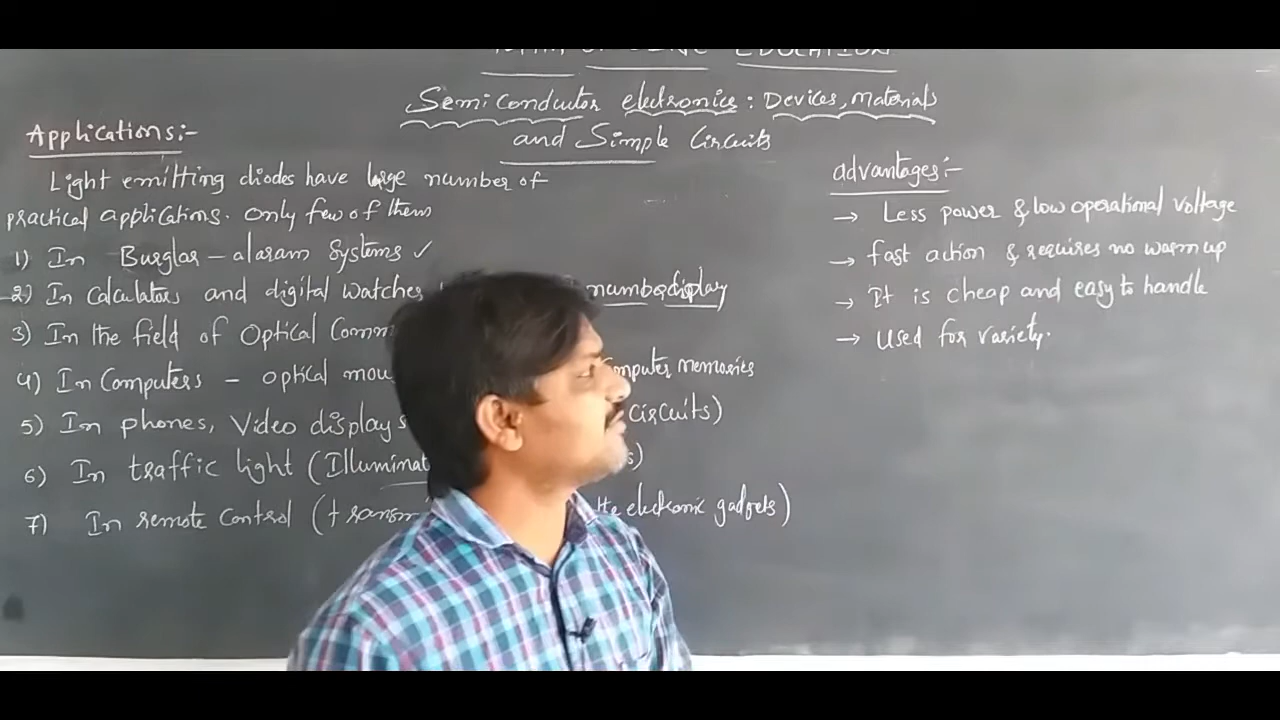 EDUCATION
Semiconductor electronics: Devices, Materials
and Simple Circuits
Applications:-
Light emitting diodes have large number of
practical applications. Only few of them
1) In Burglar - alaram Systems ✓
2) In Calculators and digital watches number display
3) In the field of Optical
4) In Computers - optical memories
5) In phones, Video displays Circuits)
6) In traffic light
7) In remote Control electronic gadgets)
advantages:-
→ Less power & low operational voltage
→ fast action & requires no warm up
→ It is cheap and easy to handle
→ Used for variety.